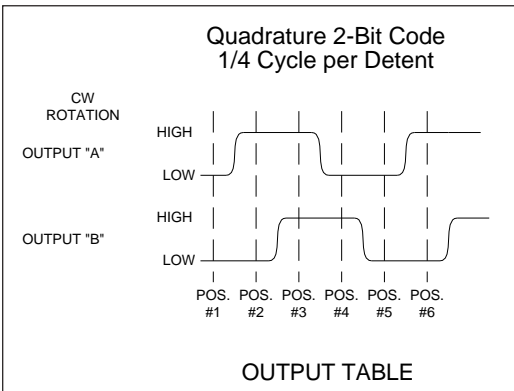 Quadrature 2-Bit Code
1/4 Cycle per Detent
CW
ROTATION
HIGH
OUTPUT "A"
LOW
HIGH
OUTPUT "B"
LOW
POS. POS. POS. POS. POS. POS.
#1 #2 #3 #4 #5 #6
OUTPUT TABLE